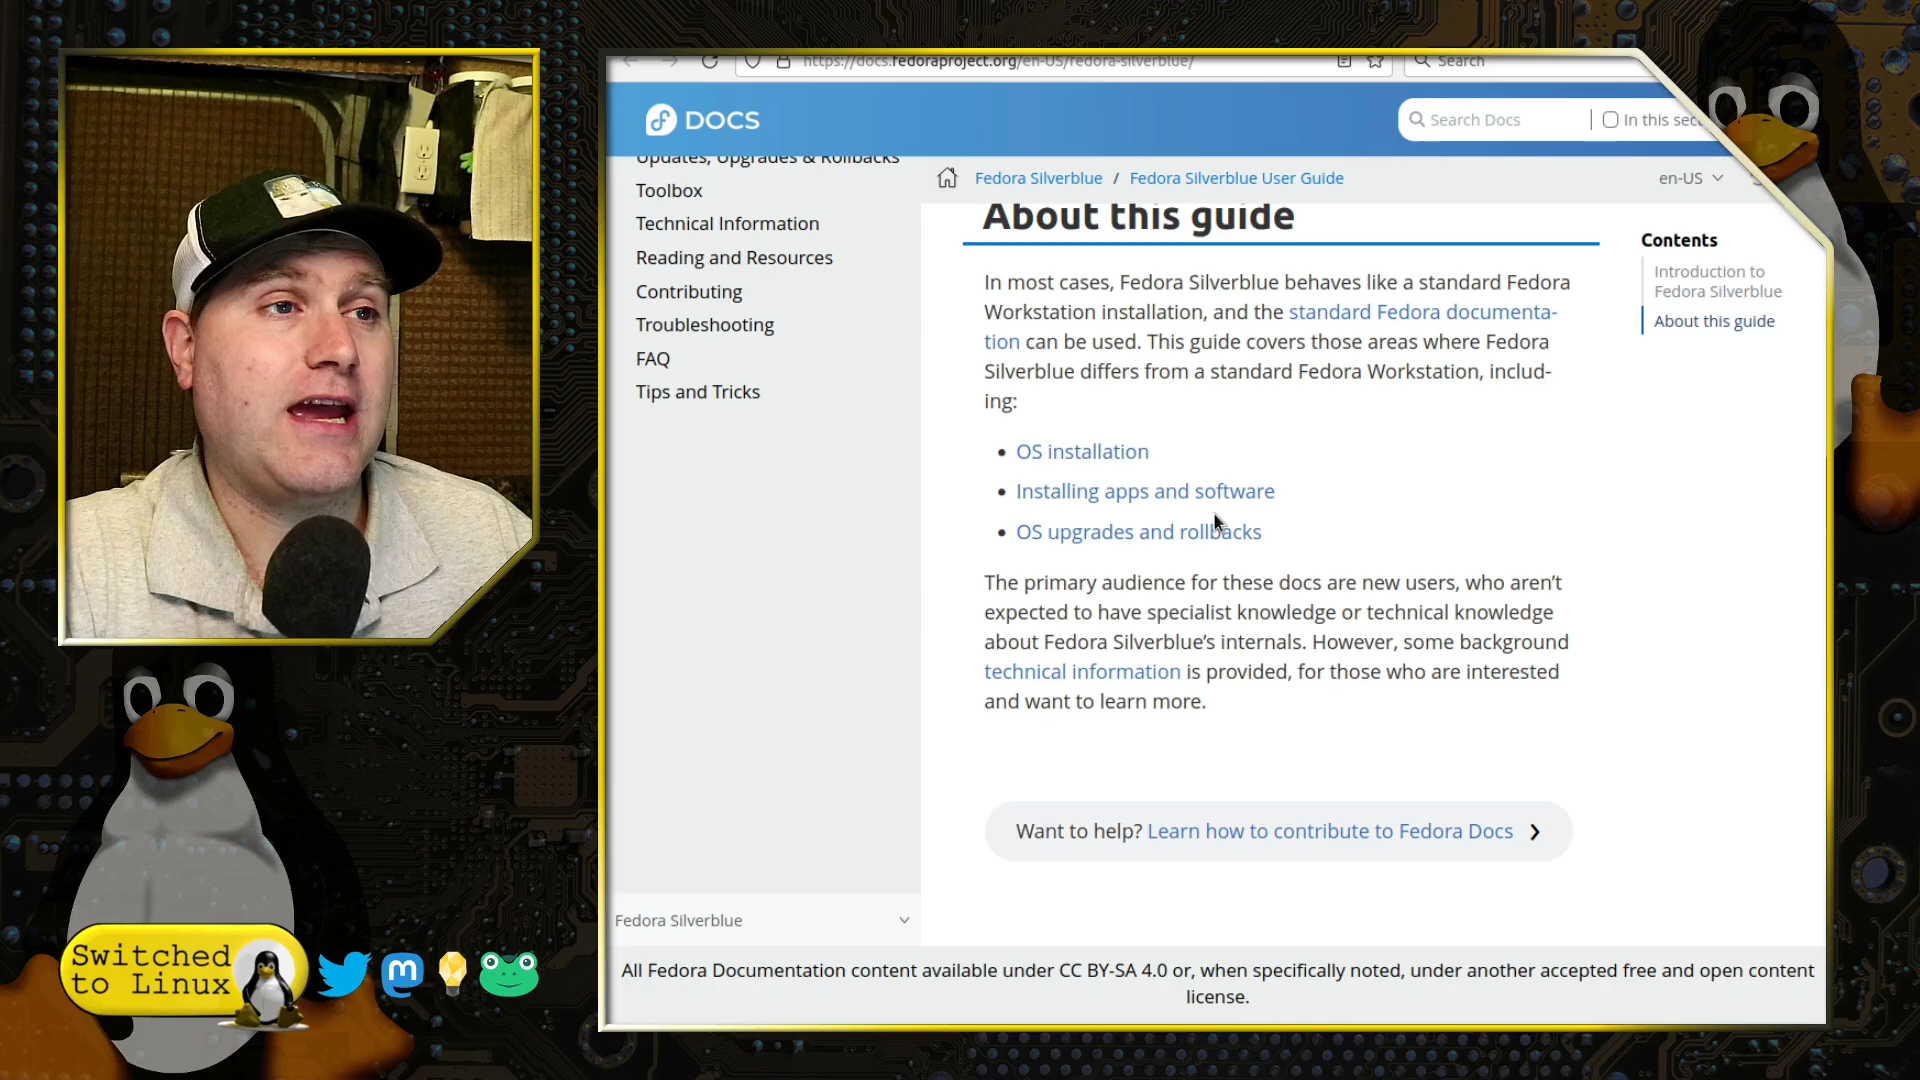 https://docs.fedoraproject.org/en-US/fedora-silverblue/
Search
DOCS
Search Docs
In this sec
Updates, Upgrades & Rollbacks
Toolbox
Technical Information
Reading and Resources
Contributing
Troubleshooting
FAQ
Tips and Tricks
Fedora Silverblue
Fedora Silverblue / Fedora Silverblue User Guide
en-US
About this guide
In most cases, Fedora Silverblue behaves like a standard Fedora
Workstation installation, and the standard Fedora documenta-
tion can be used. This guide covers those areas where Fedora
Silverblue differs from a standard Fedora Workstation, includ-
ing:
• OS installation
• Installing apps and software
• OS upgrades and rollbacks
The primary audience for these docs are new users, who aren’t
expected to have specialist knowledge or technical knowledge
about Fedora Silverblue’s internals. However, some background
technical information is provided, for those who are interested
and want to learn more.
Want to help? Learn how to contribute to Fedora Docs
Contents
Introduction to
Fedora Silverblue
About this guide
All Fedora Documentation content available under CC BY-SA 4.0 or, when specifically noted, under another accepted free and open content
license.
Switched
to Linux